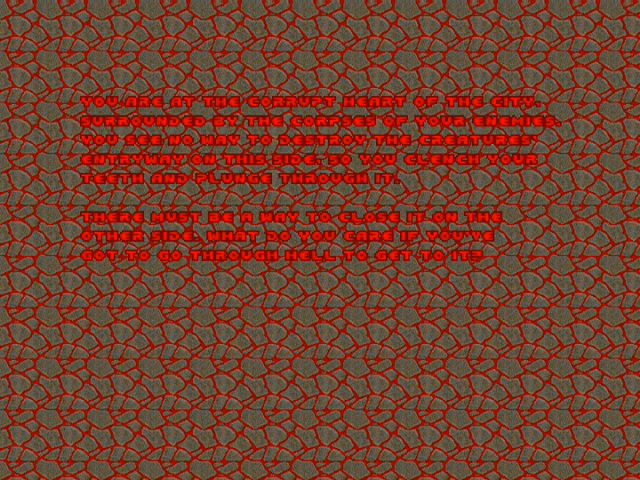 YOU ARE AT THE CORRUPT HEART OF THE CITY,
SURROUNDED BY THE CORPSES OF YOUR ENEMIES.
YOU SEE NO WAY TO DESTROY THE CREATURES'
ENTRYWAY ON THIS SIDE, SO YOU CLENCH YOUR
TEETH AND PLUNGE THROUGH IT.
THERE MUST BE A WAY TO CLOSE IT ON THE
OTHER SIDE. WHAT DO YOU CARE IF YOU'VE
GOT TO GO THROUGH HELL TO GET TO IT?